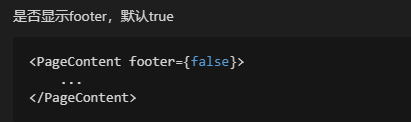 是否显示footer，默认true
<PageContent footer={false}>
    ...
</PageContent>